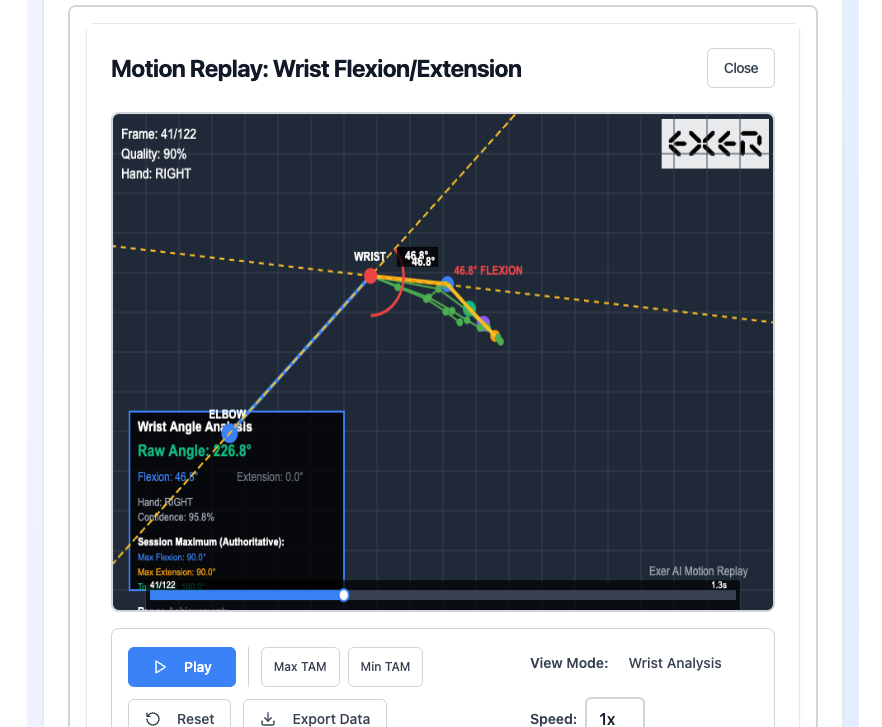 Motion Replay: Wrist Flexion/Extension
Close
Frame: 41/122
Quality: 90%
Hand: RIGHT
EXER
WRIST
46.8°
46.8°
46.8° FLEXION
ELBOW
Wrist Angle Analysis
Raw Angle: 226.8°
Flexion: 46.8°
Extension: 0.0°
Hand: RIGHT
Confidence: 95.8%
Session Maximum (Authoritative):
Max Flexion: 90.0°
Max Extension: 90.0°
41/122
180.0°
1.3s
Exer AI Motion Replay
Play
Max TAM
Min TAM
View Mode:
Wrist Analysis
Reset
Export Data
Speed:
1x